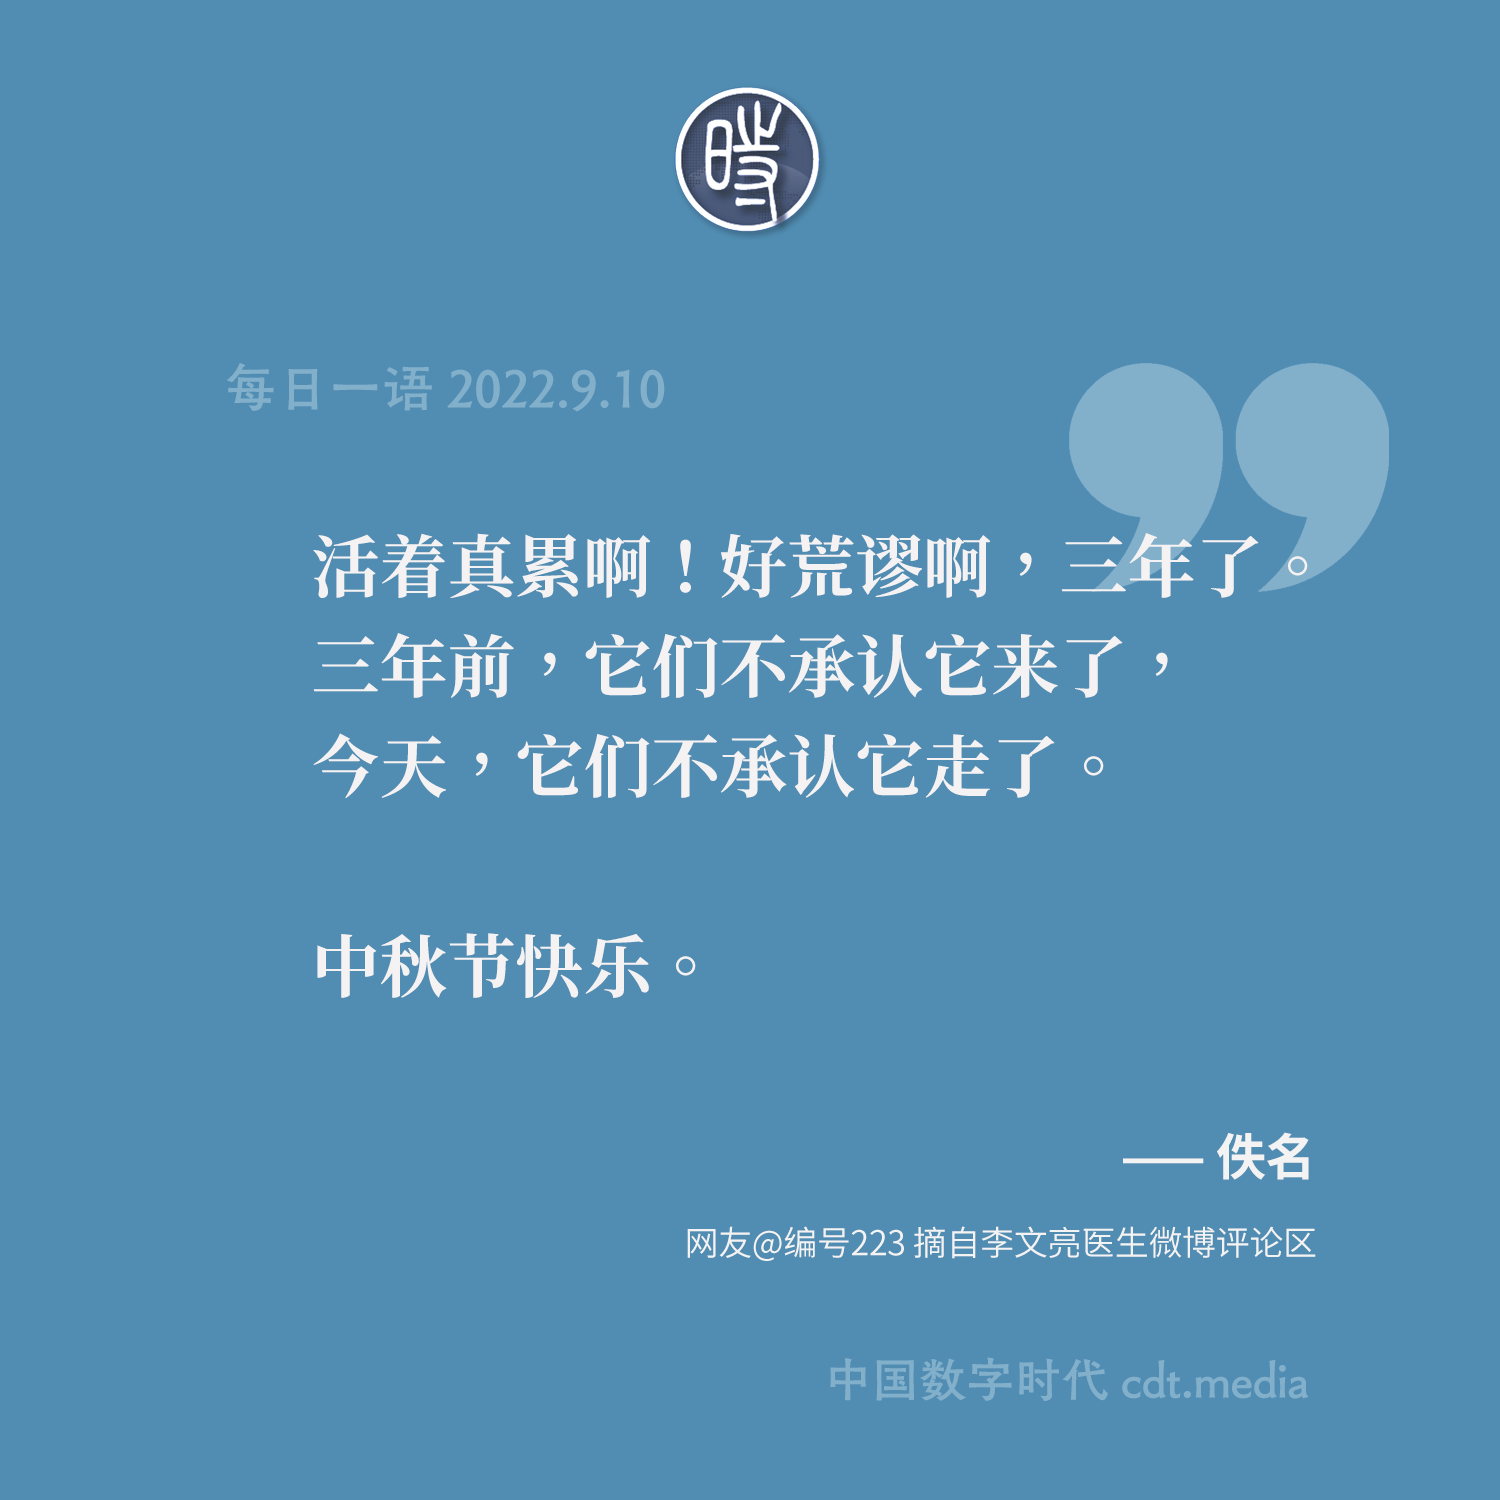 時
每日一语 2022.9.10
活着真累啊！好荒谬啊，三年了。
三年前，它们不承认它来了，
今天，它们不承认它走了。
中秋节快乐。
—— 佚名
网友@编号223 摘自李文亮医生微博评论区
中国数字时代 cdt.media